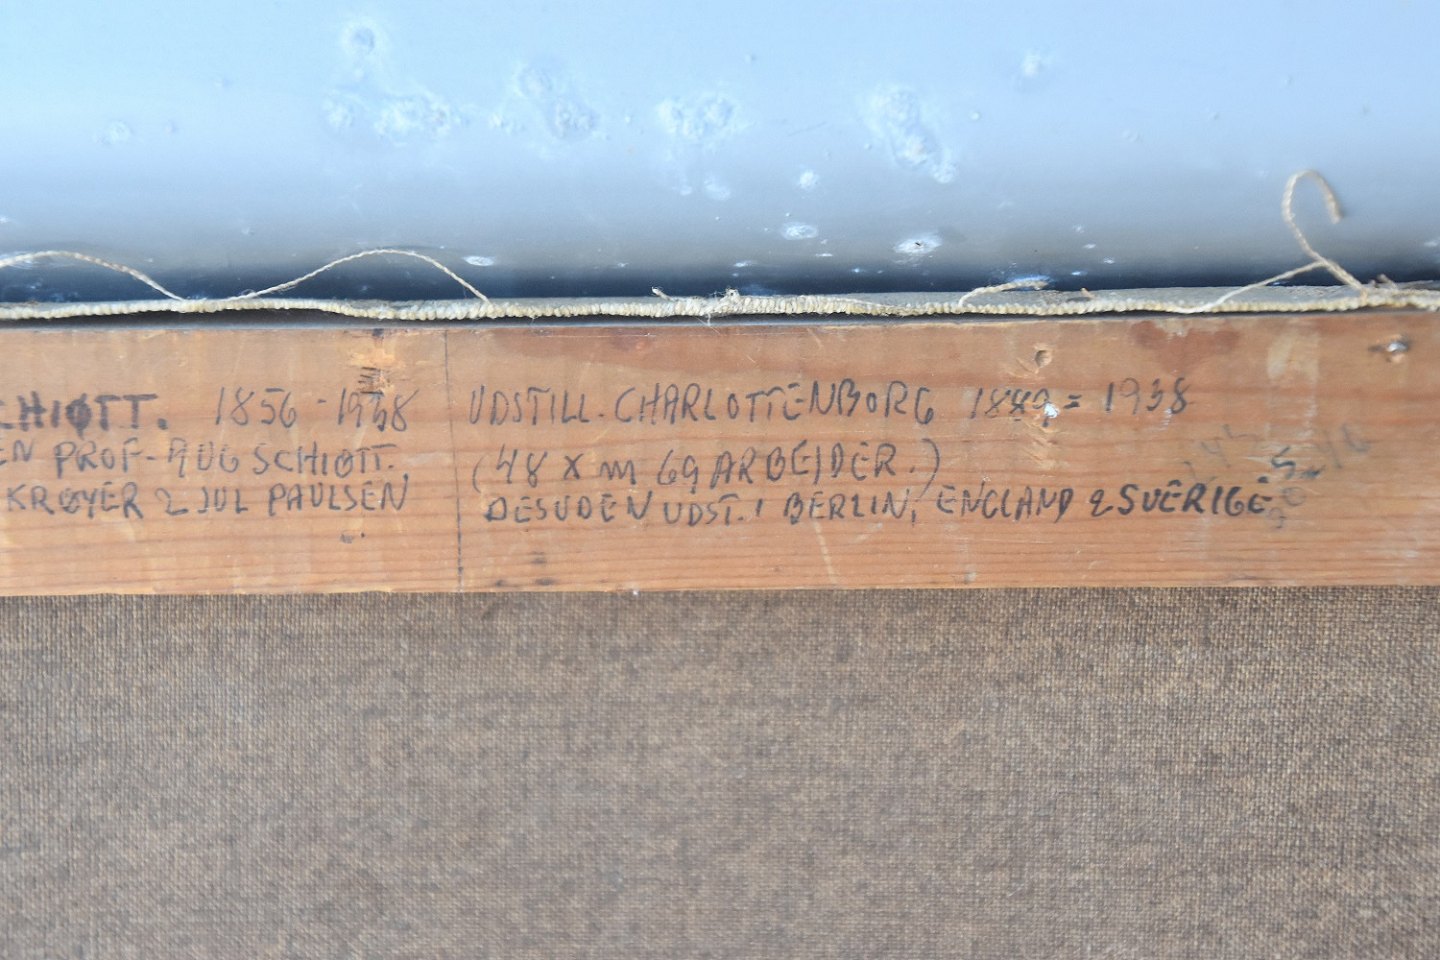 CHIØTT. 1856-1938
EN PROF. AUG SCHIØTT.
KRØYER & JUL PAULSEN
UDSTILL. CHARLOTTENBORG 1889=1938
(48 X M 69 ARBEJDER.)
DESUDEN UDST. I BERLIN, ENGLAND & SVERIGE